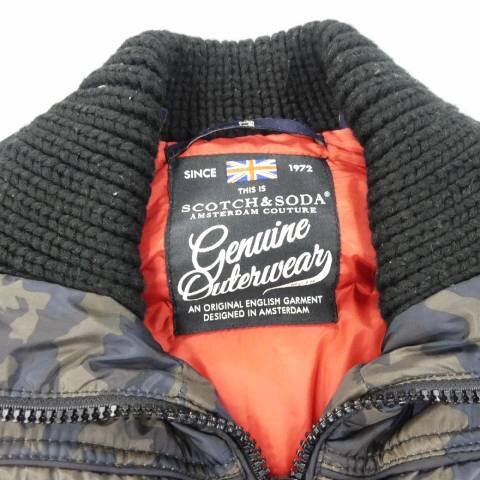 SINCE 1972
THIS IS
SCOTCH & SODA®
AMSTERDAM COUTURE
Genuine
Outerwear
AN ORIGINAL ENGLISH GARMENT
DESIGNED IN AMSTERDAM